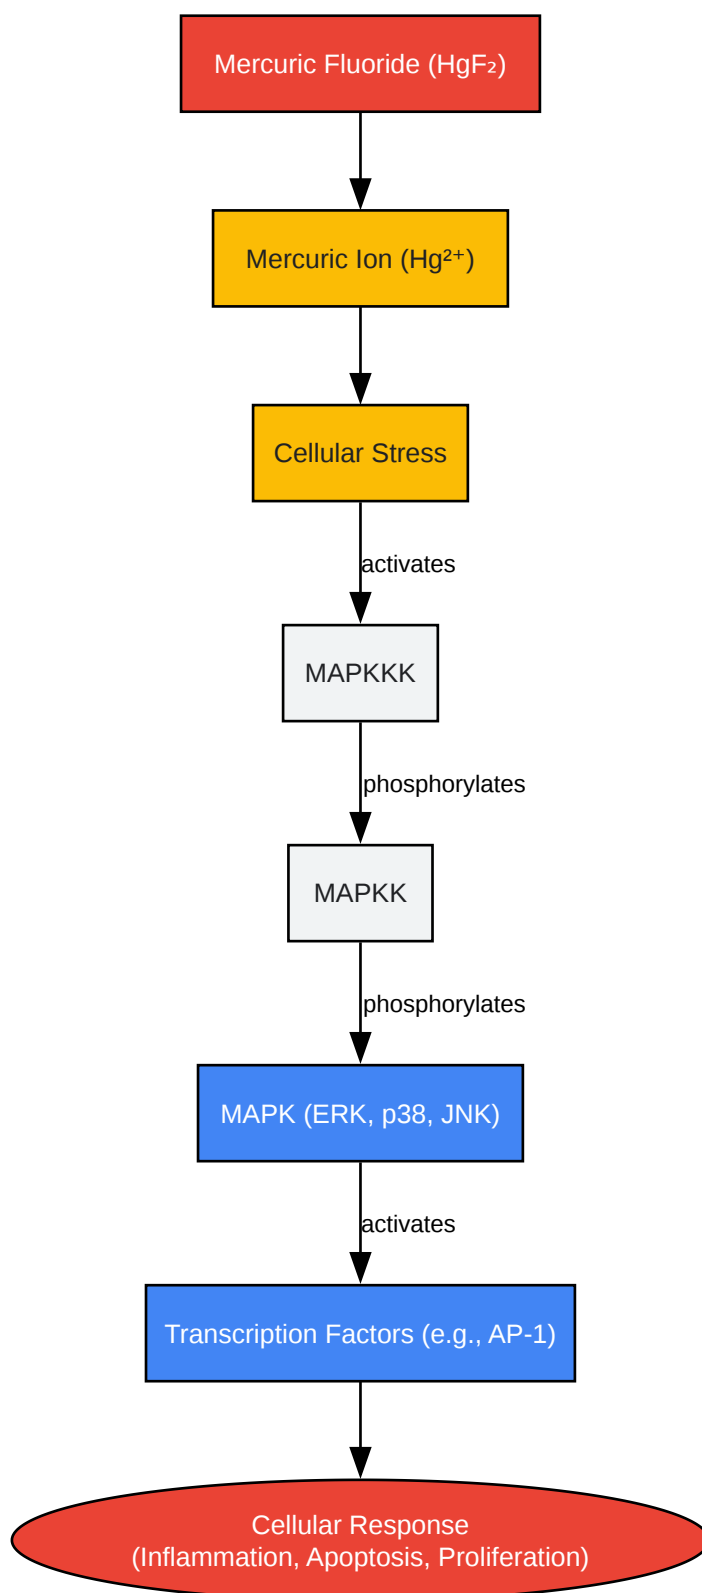 Mercuric Fluoride (HgF₂)
Mercuric Ion (Hg²⁺)
Cellular Stress
activates
MAPKKK
phosphorylates
MAPKK
phosphorylates
MAPK (ERK, p38, JNK)
activates
Transcription Factors (e.g., AP-1)
Cellular Response
(Inflammation, Apoptosis, Proliferation)